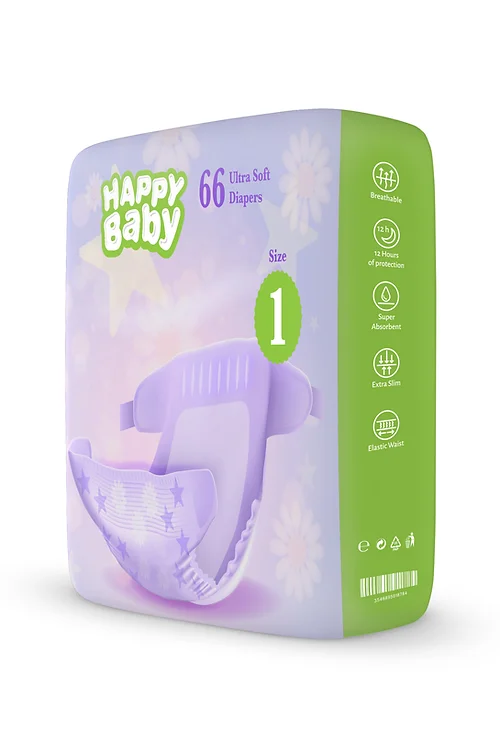 HAPPY
Baby
66 Ultra Soft
Diapers
Size
1
Breathable
12 h
12 Hours
of protection
Super
Absorbent
Extra Slim
Elastic Waist